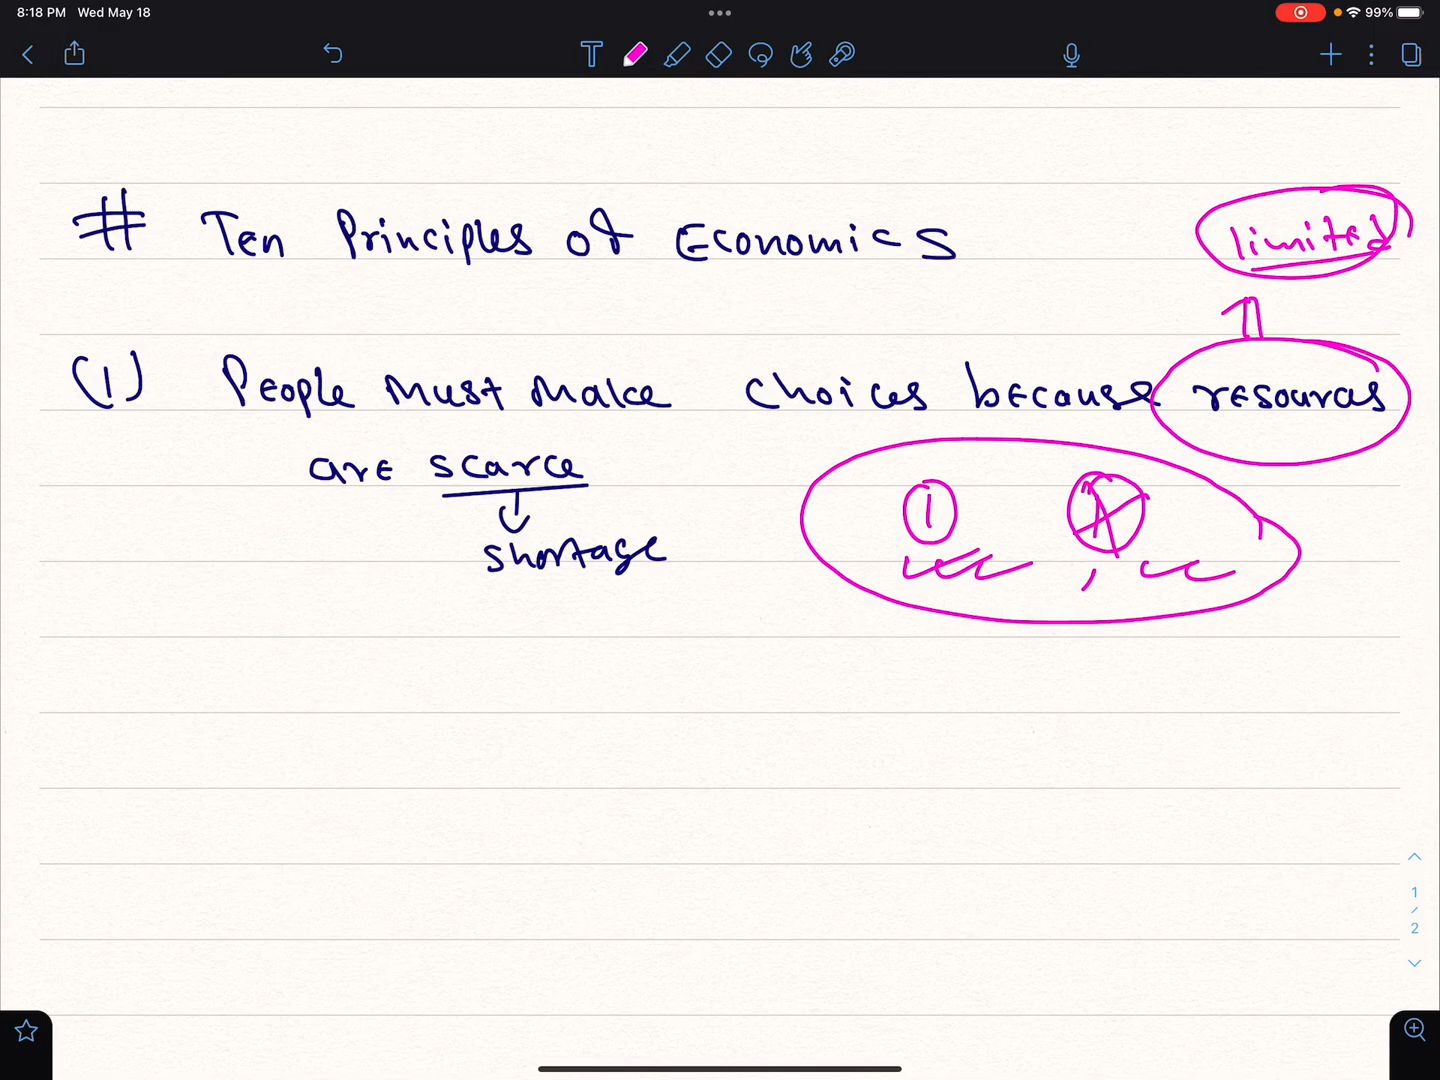 8:18 PM Wed May 18
99%
# Ten Principles of Economics
limited
(1) People Must Make choices because resources
are scarce
1
shortage
1
/
2